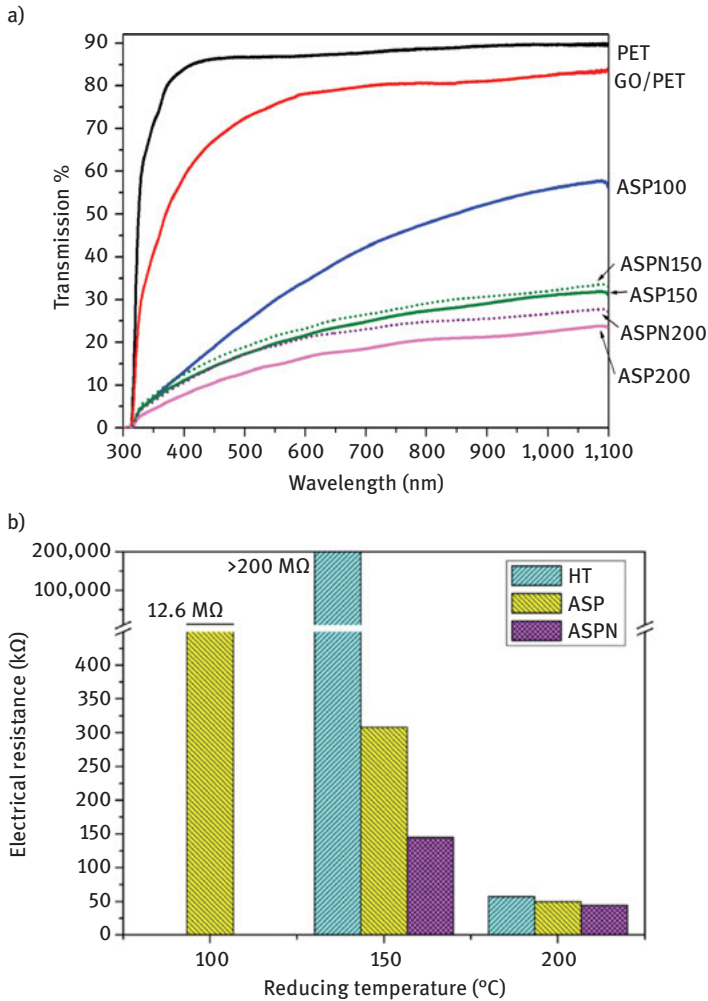 a)
90
80
70
60
50
40
30
20
10
0
Transmission %
300 400 500 600 700 800 900 1,000 1,100
Wavelength (nm)
PET
GO/PET
ASP100
ASPN150
ASP150
ASPN200
ASP200
b)
200,000
100,000
400
350
300
250
200
150
100
50
0
Electrical resistance (kΩ)
12.6 MΩ
>200 MΩ
HT
ASP
ASPN
100 150 200
Reducing temperature (°C)